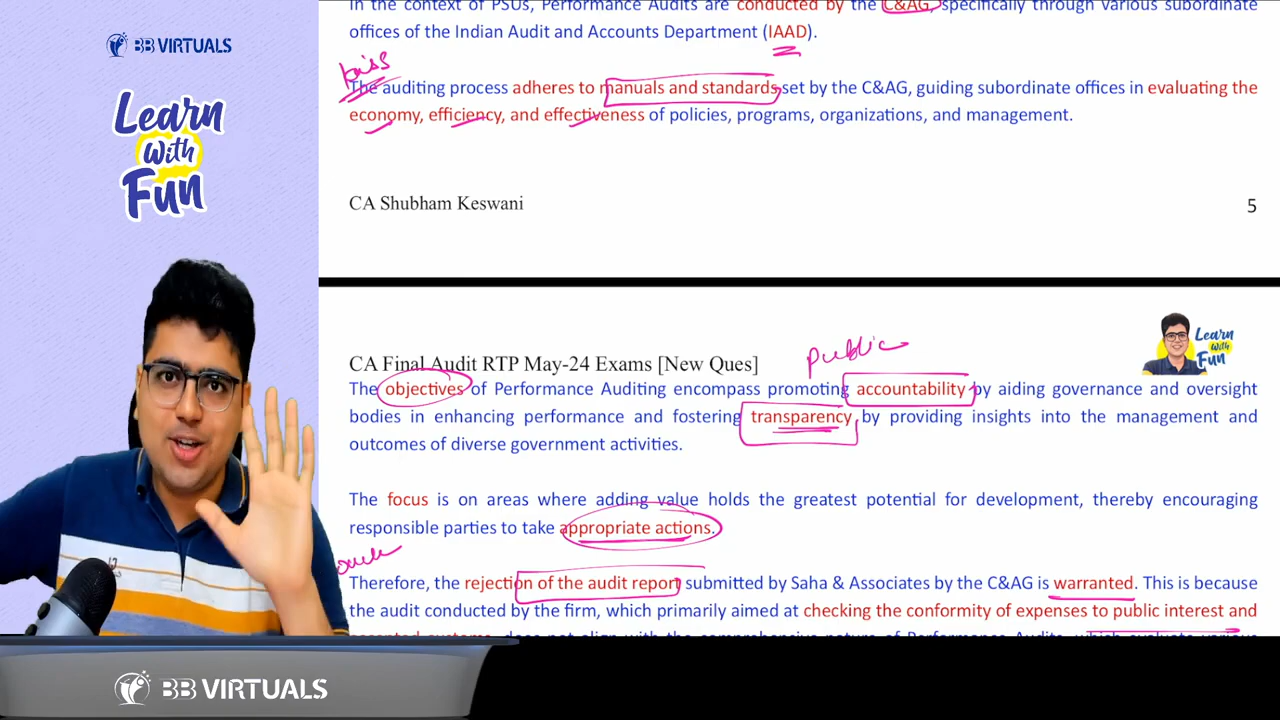 BB VIRTUALS
Learn
With
Fun
In the context of PSUs, Performance Audits are conducted by the C&AG, specifically through various subordinate
offices of the Indian Audit and Accounts Department (IAAD).
The auditing process adheres to manuals and standards set by the C&AG, guiding subordinate offices in evaluating the
economy, efficiency, and effectiveness of policies, programs, organizations, and management.
CA Shubham Keswani
5
Learn
With
Fun
public
CA Final Audit RTP May-24 Exams [New Ques]
The objectives of Performance Auditing encompass promoting accountability by aiding governance and oversight
bodies in enhancing performance and fostering transparency by providing insights into the management and
outcomes of diverse government activities.
The focus is on areas where adding value holds the greatest potential for development, thereby encouraging
responsible parties to take appropriate actions.
Therefore, the rejection of the audit report submitted by Saha & Associates by the C&AG is warranted. This is because
the audit conducted by the firm, which primarily aimed at checking the conformity of expenses to public interest and
BB VIRTUALS